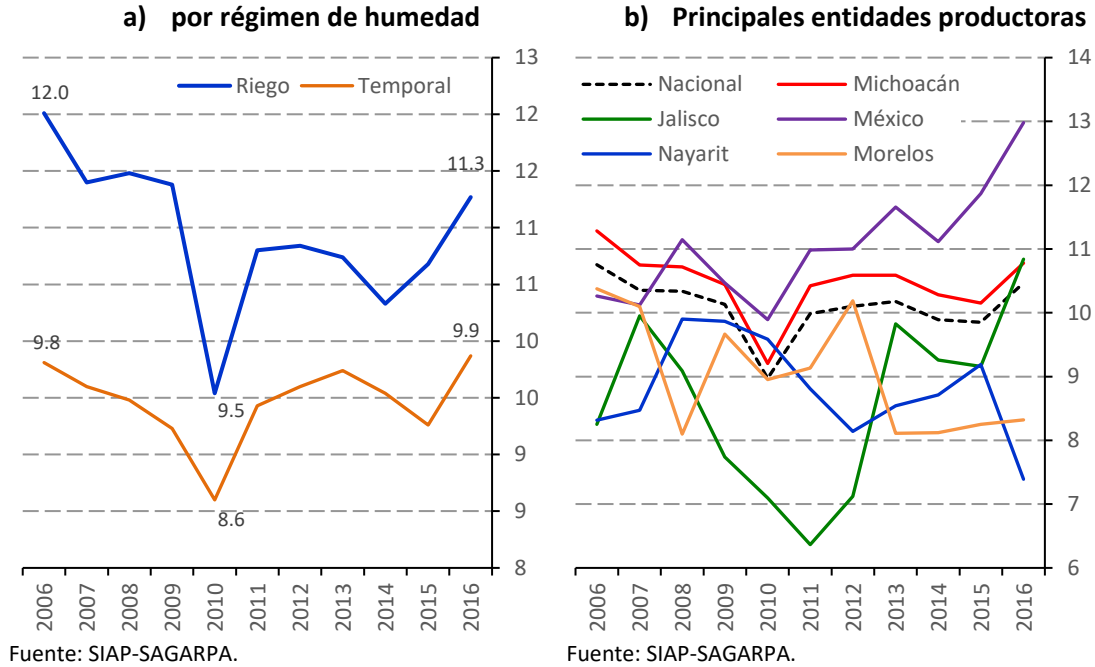 a) por régimen de humedad
13
Riego Temporal
12.0
12
12
11.3
11
11
10
9.8
9.9
10
9.5
9
9
8.6
8
2006 2007 2008 2009 2010 2011 2012 2013 2014 2015 2016
Fuente: SIAP-SAGARPA.
b) Principales entidades productoras
14
Nacional Michoacán
Jalisco México
13
Nayarit Morelos
12
11
10
9
8
7
6
2006 2007 2008 2009 2010 2011 2012 2013 2014 2015 2016
Fuente: SIAP-SAGARPA.